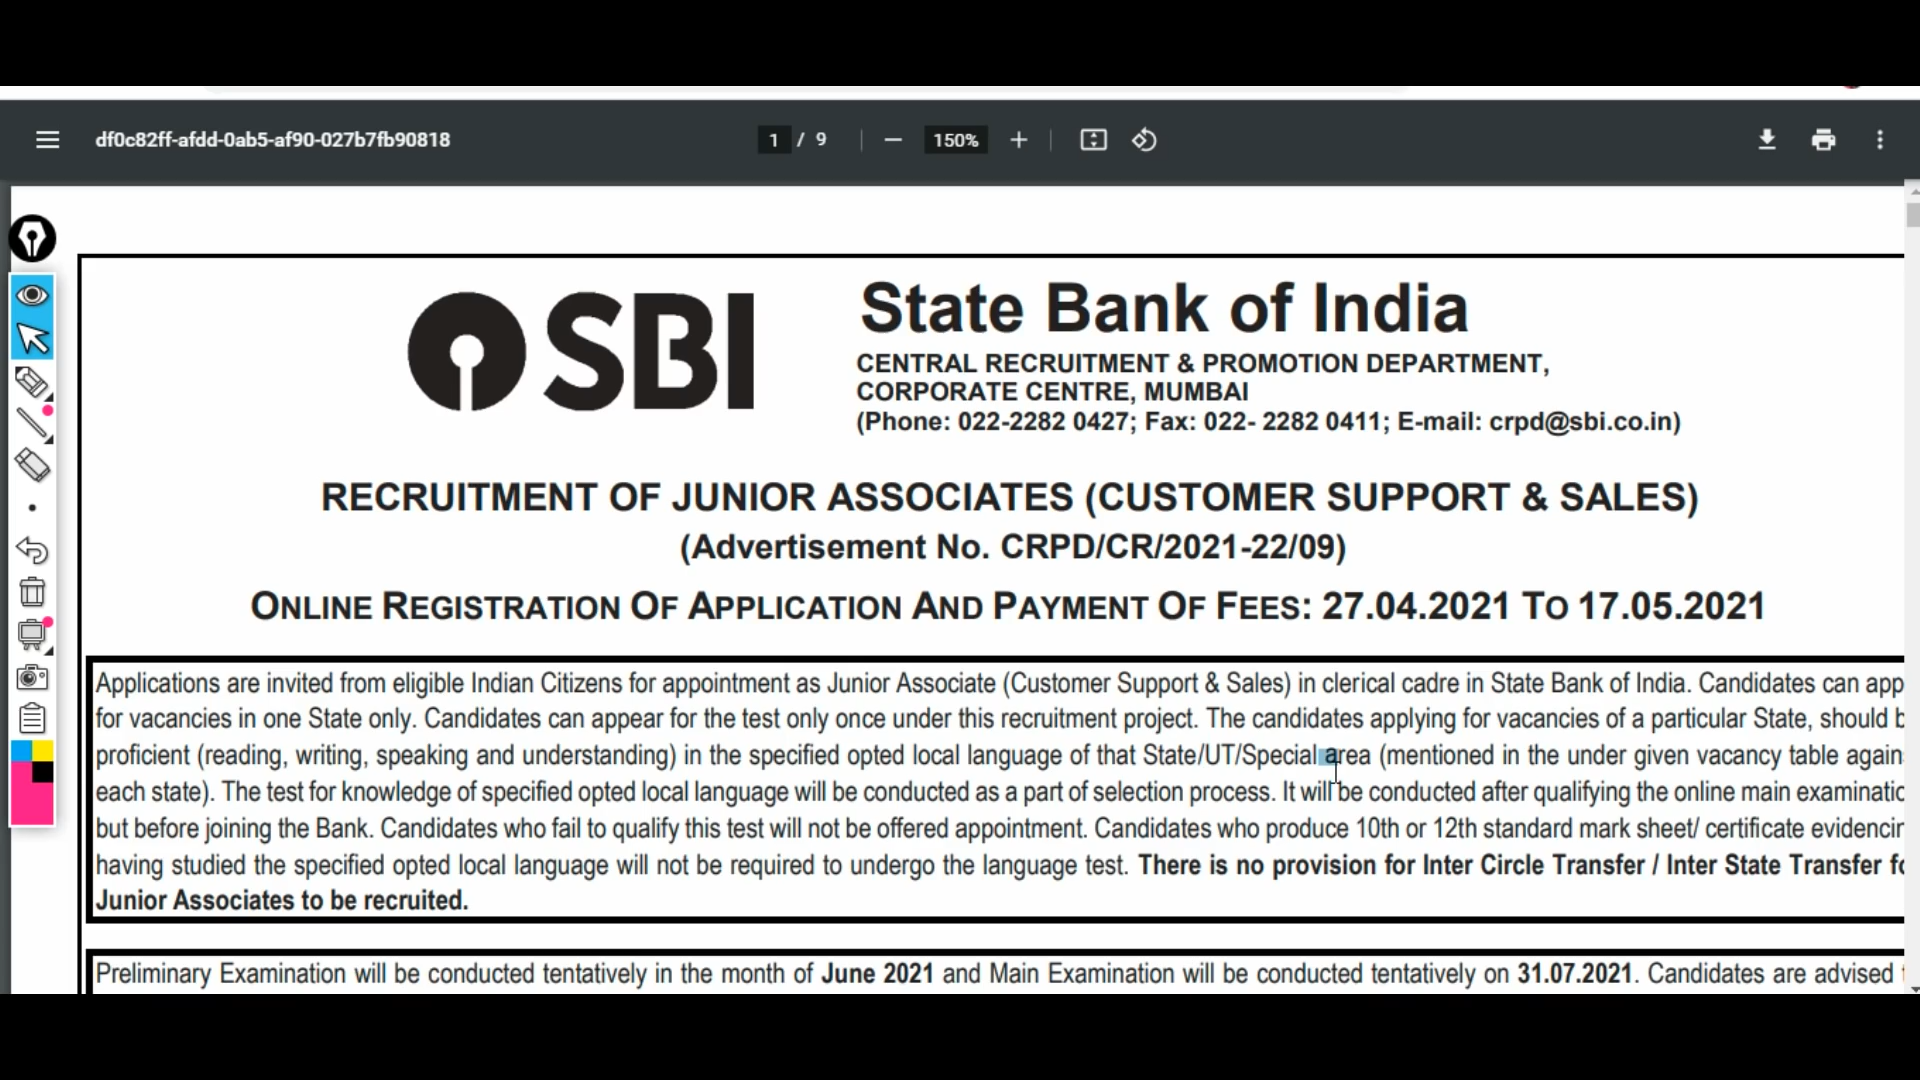 df0c82ff-afdd-0ab5-af90-027b7fb90818
1 / 9
150%
SBI
State Bank of India
CENTRAL RECRUITMENT & PROMOTION DEPARTMENT,
CORPORATE CENTRE, MUMBAI
(Phone: 022-2282 0427; Fax: 022- 2282 0411; E-mail: crpd@sbi.co.in)
RECRUITMENT OF JUNIOR ASSOCIATES (CUSTOMER SUPPORT & SALES)
(Advertisement No. CRPD/CR/2021-22/09)
ONLINE REGISTRATION OF APPLICATION AND PAYMENT OF FEES: 27.04.2021 TO 17.05.2021
Applications are invited from eligible Indian Citizens for appointment as Junior Associate (Customer Support & Sales) in clerical cadre in State Bank of India. Candidates can app
for vacancies in one State only. Candidates can appear for the test only once under this recruitment project. The candidates applying for vacancies of a particular State, should
proficient (reading, writing, speaking and understanding) in the specified opted local language of that State/UT/Special area (mentioned in the under given vacancy table again
each state). The test for knowledge of specified opted local language will be conducted as a part of selection process. It will be conducted after qualifying the online main examinatio
but before joining the Bank. Candidates who fail to qualify this test will not be offered appointment. Candidates who produce 10th or 12th standard mark sheet/ certificate evidencin
having studied the specified opted local language will not be required to undergo the language test. There is no provision for Inter Circle Transfer / Inter State Transfer fo
Junior Associates to be recruited.
Preliminary Examination will be conducted tentatively in the month of June 2021 and Main Examination will be conducted tentatively on 31.07.2021. Candidates are advised